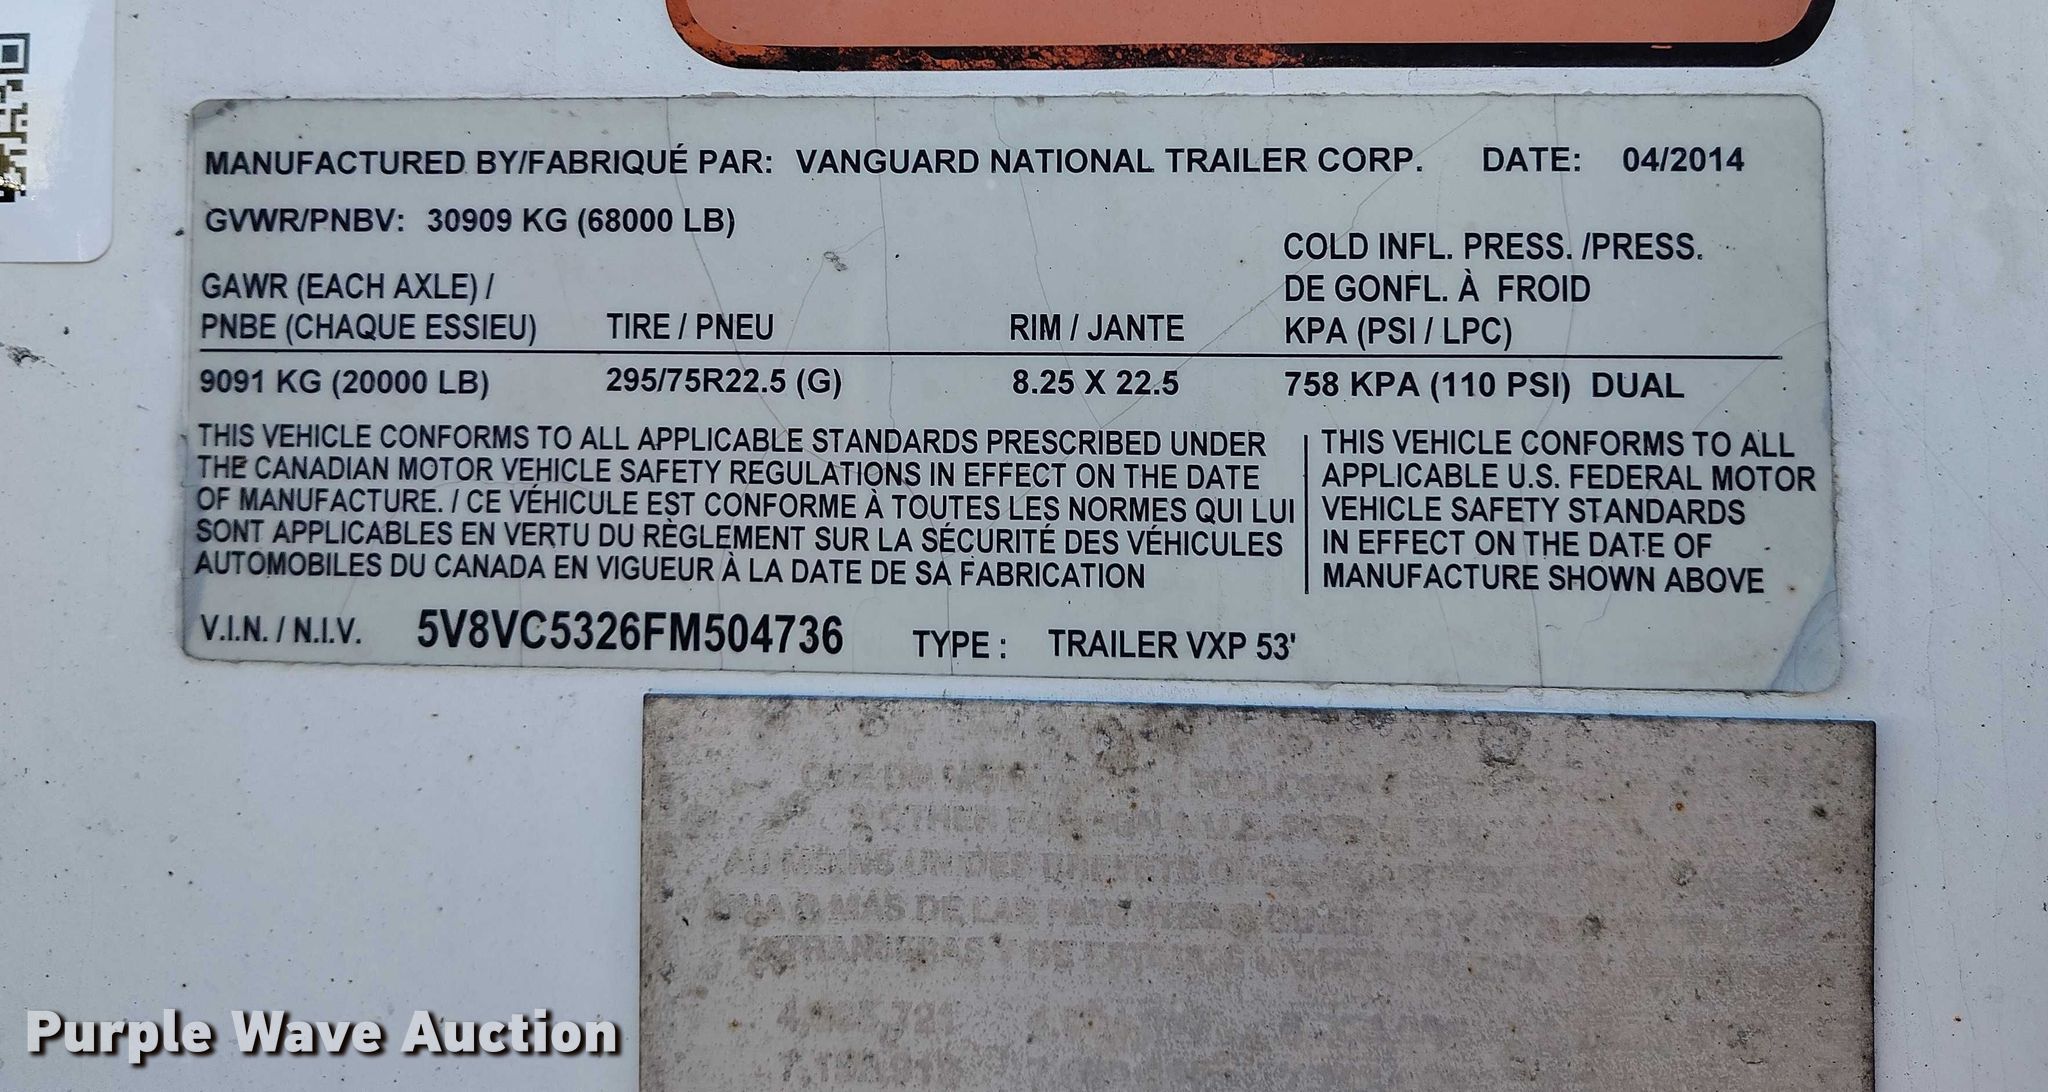 MANUFACTURED BY/FABRIQUÉ PAR: VANGUARD NATIONAL TRAILER CORP. DATE: 04/2014
GVWR/PNBV: 30909 KG (68000 LB)
COLD INFL. PRESS. /PRESS.
GAWR (EACH AXLE) / DE GONFL. À FROID
PNBE (CHAQUE ESSIEU) TIRE / PNEU RIM / JANTE KPA (PSI / LPC)
9091 KG (20000 LB) 295/75R22.5 (G) 8.25 X 22.5 758 KPA (110 PSI) DUAL
THIS VEHICLE CONFORMS TO ALL APPLICABLE STANDARDS PRESCRIBED UNDER
THE CANADIAN MOTOR VEHICLE SAFETY REGULATIONS IN EFFECT ON THE DATE
OF MANUFACTURE. / CE VÉHICULE EST CONFORME À TOUTES LES NORMES QUI LUI
SONT APPLICABLES EN VERTU DU RÈGLEMENT SUR LA SÉCURITÉ DES VÉHICULES
AUTOMOBILES DU CANADA EN VIGUEUR À LA DATE DE SA FABRICATION
THIS VEHICLE CONFORMS TO ALL
APPLICABLE U.S. FEDERAL MOTOR
VEHICLE SAFETY STANDARDS
IN EFFECT ON THE DATE OF
MANUFACTURE SHOWN ABOVE
V.I.N. / N.I.V. 5V8VC5326FM504736 TYPE : TRAILER VXP 53'
Purple Wave Auction